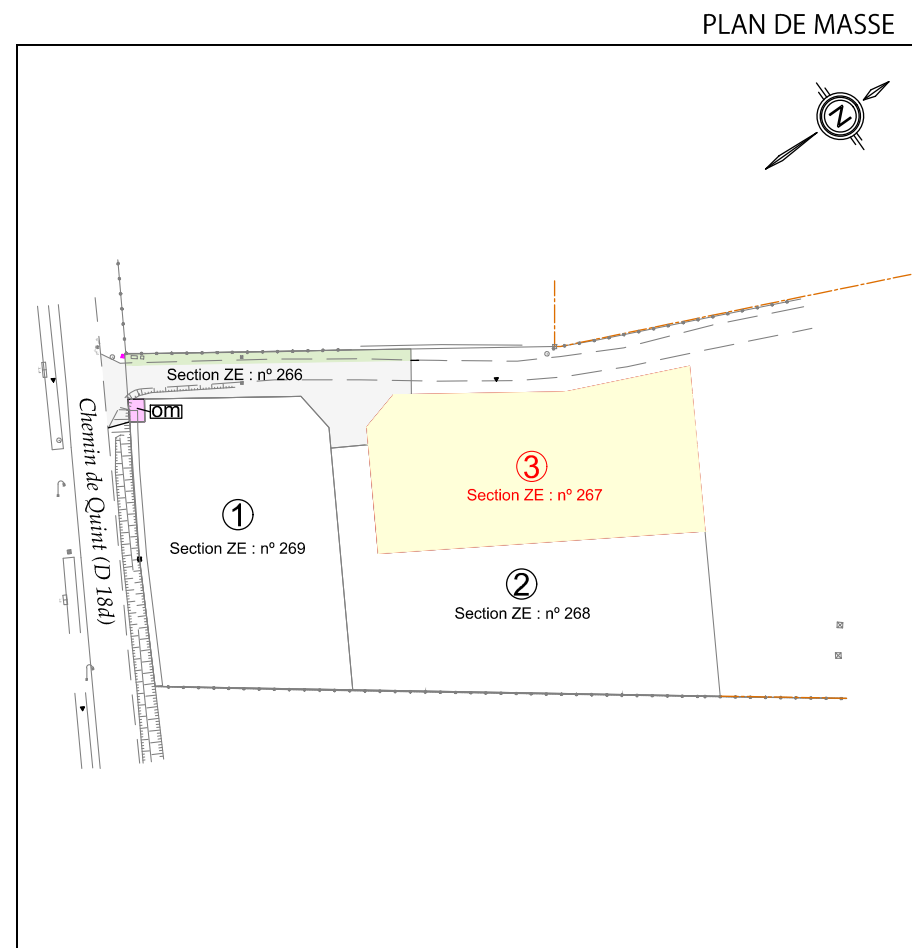 PLAN DE MASSE
N
Section ZE : nº 266
om
Chemin de Quint (D 18d)
3
Section ZE : nº 267
1
Section ZE : nº 269
2
Section ZE : nº 268